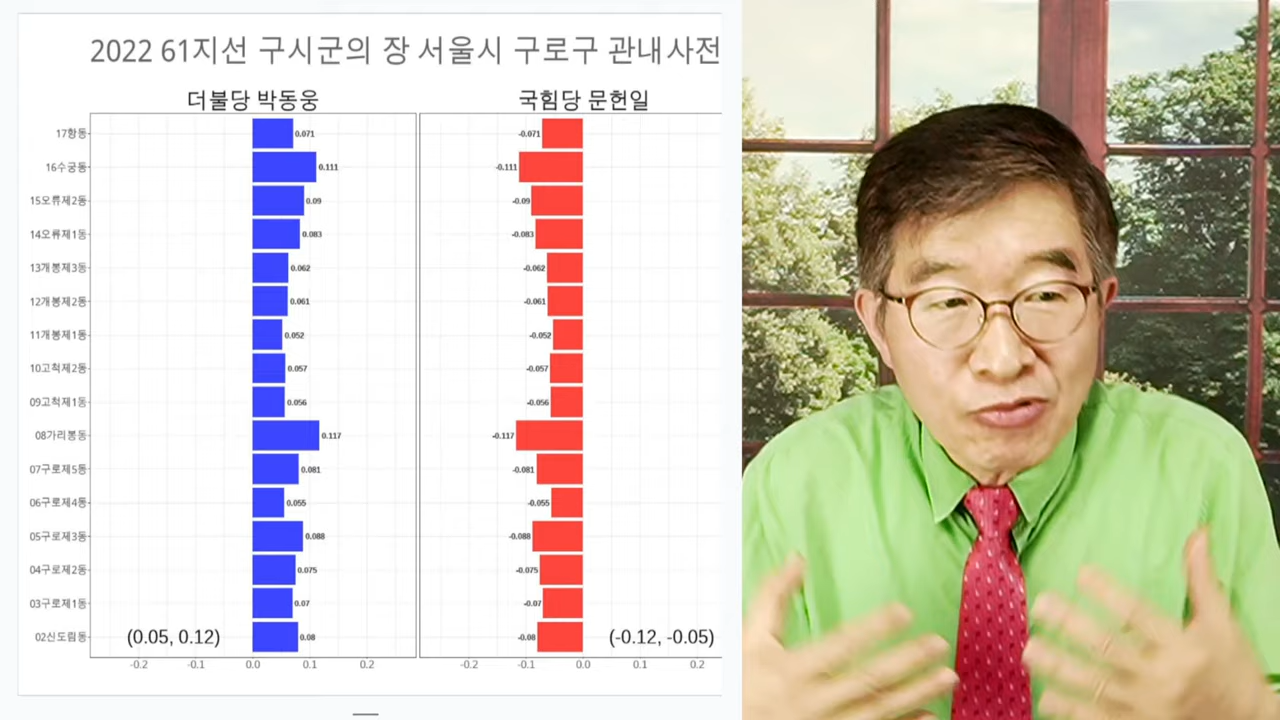 2022 61지선 구시군의 장 서울시 구로구 관내사전
더불당 박동웅
국힘당 문헌일
17항동 0.071 -0.071
16수궁동 0.111 -0.111
15오류제2동 0.09 -0.09
14오류제1동 0.083 -0.083
13개봉제3동 0.062 -0.062
12개봉제2동 0.061 -0.061
11개봉제1동 0.052 -0.052
10고척제2동 0.057 -0.057
09고척제1동 0.056 -0.056
08가리봉동 0.117 -0.117
07구로제5동 0.081 -0.081
06구로제4동 0.055 -0.055
05구로제3동 0.088 -0.088
04구로제2동 0.075 -0.075
03구로제1동 0.07 -0.07
02신도림동 (0.05, 0.12) 0.08 -0.08 (-0.12, -0.05)
-0.2 -0.1 0.0 0.1 0.2 -0.2 -0.1 0.0 0.1 0.2